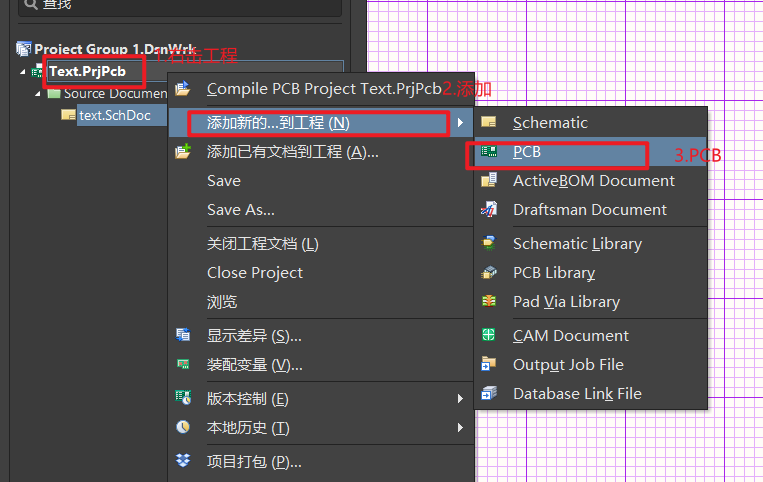 查找
Project Group 1.DsnWrk
1.右击工程
Text.PrjPcb
Source Documen
text.SchDoc
Compile PCB Project Text.PrjPcb
2.添加
添加新的...到工程 (N)
添加已有文档到工程 (A)...
Save
Save As...
关闭工程文档 (L)
Close Project
浏览
显示差异 (S)...
装配变量 (V)...
版本控制 (E)
本地历史 (T)
项目打包 (P)...
Schematic
PCB
3.PCB
ActiveBOM Document
Draftsman Document
Schematic Library
PCB Library
Pad Via Library
CAM Document
Output Job File
Database Link File